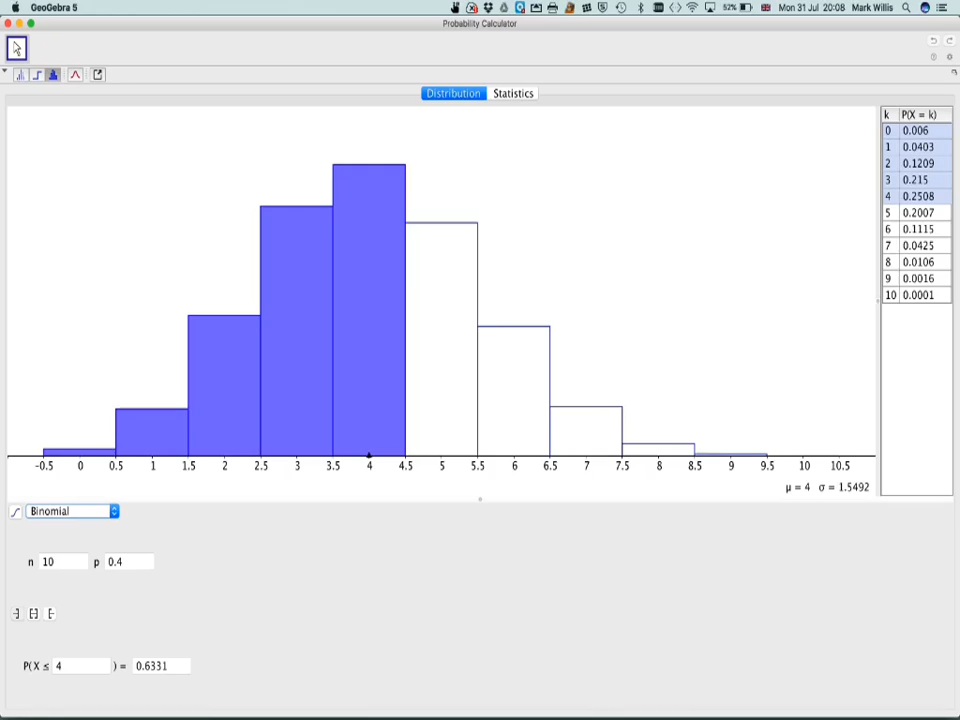 GeoGebra 5 52% Mon 31 Jul 20:08 Mark Willis
Probability Calculator
Distribution Statistics
k P(X = k)
0 0.006
1 0.0403
2 0.1209
3 0.215
4 0.2508
5 0.2007
6 0.1115
7 0.0425
8 0.0106
9 0.0016
10 0.0001
-0.5 0 0.5 1 1.5 2 2.5 3 3.5 4 4.5 5 5.5 6 6.5 7 7.5 8 8.5 9 9.5 10 10.5
μ = 4 σ = 1.5492
Binomial
n 10 p 0.4
P(X ≤ 4 ) = 0.6331